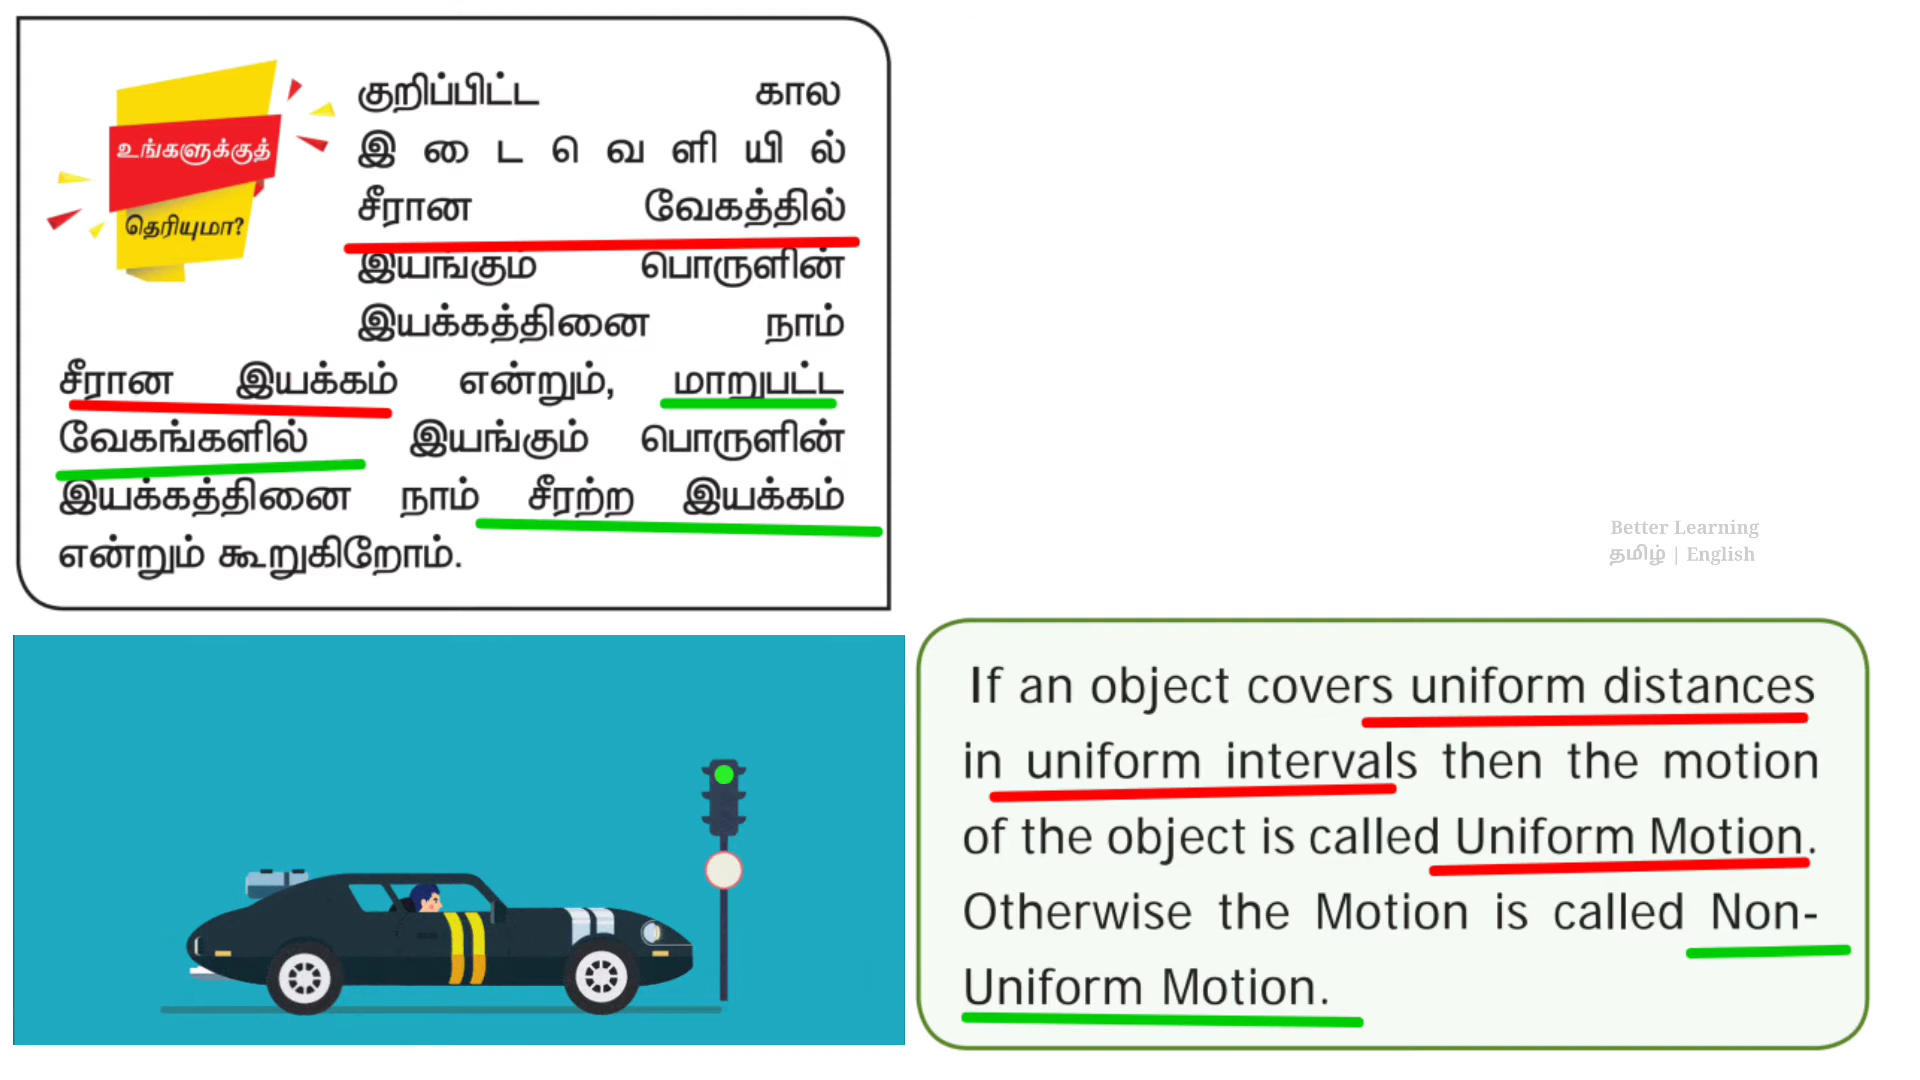 உங்களுக்குத்
தெரியுமா?
குறிப்பிட்ட கால
இடைவெளியில்
சீரான வேகத்தில்
இயங்கும் பொருளின்
இயக்கத்தினை நாம்
சீரான இயக்கம் என்றும், மாறுபட்ட
வேகங்களில் இயங்கும் பொருளின்
இயக்கத்தினை நாம் சீரற்ற இயக்கம்
என்றும் கூறுகிறோம்.
Better Learning
தமிழ் | English
If an object covers uniform distances
in uniform intervals then the motion
of the object is called Uniform Motion.
Otherwise the Motion is called Non-
Uniform Motion.